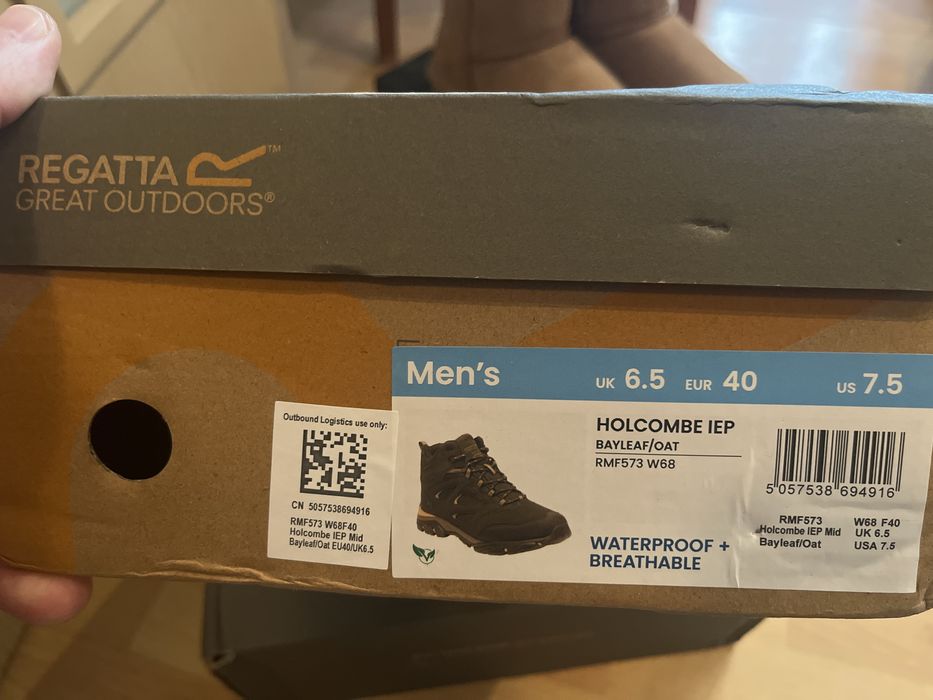 REGATTA ™
GREAT OUTDOORS®
Men's UK 6.5 EUR 40 US 7.5
Outbound Logistics use only:
CN 5057538694916
RMF573 W68F40
Holcombe IEP Mid
Bayleaf/Oat EU40/UK6.5
HOLCOMBE IEP
BAYLEAF/OAT
RMF573 W68
WATERPROOF +
BREATHABLE
5 057538 694916
RMF573 W68 F40
Holcombe IEP Mid UK 6.5
Bayleaf/Oat USA 7.5